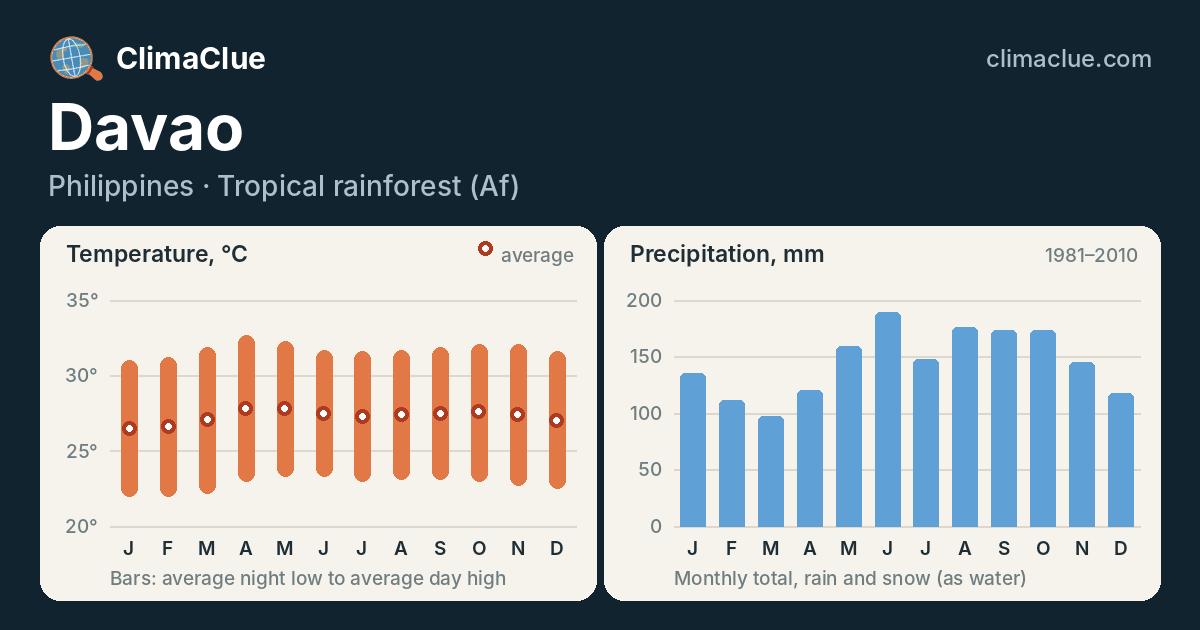 ClimaClue
climaclue.com
Davao
Philippines · Tropical rainforest (Af)
Temperature, °C
average
35°
30°
25°
20°
J F M A M J J A S O N D
Bars: average night low to average day high
Precipitation, mm
1981–2010
200
150
100
50
0
J F M A M J J A S O N D
Monthly total, rain and snow (as water)